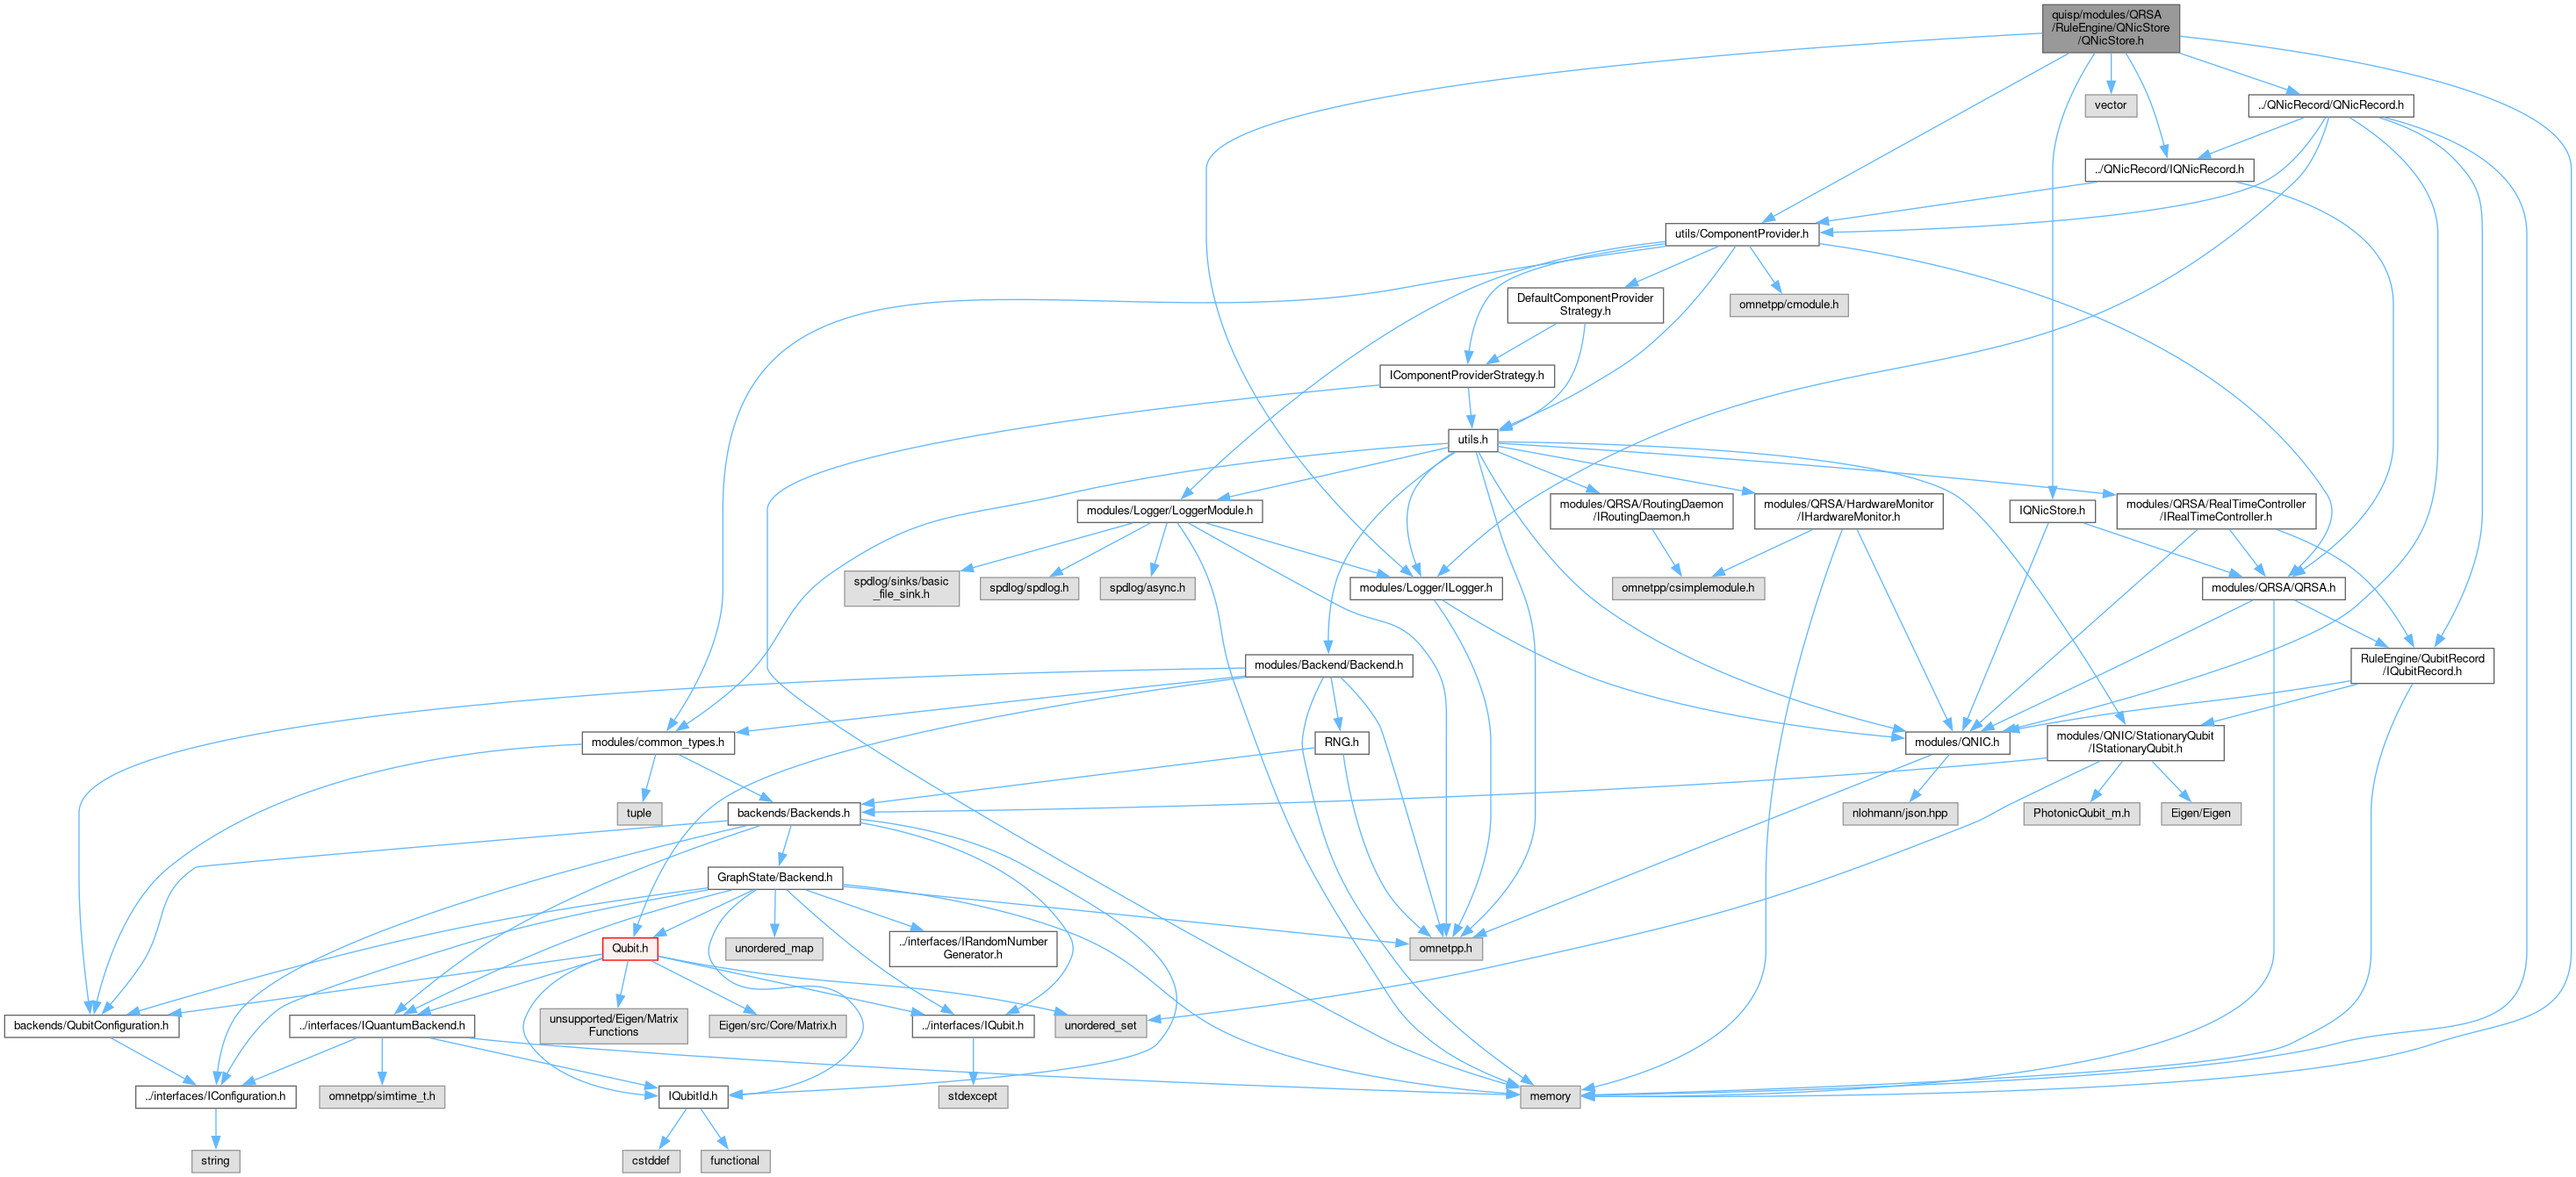 quisp/modules/QRSA
/RuleEngine/QNicStore
/QNicStore.h
vector
../QNicRecord/QNicRecord.h
../QNicRecord/IQNicRecord.h
utils/ComponentProvider.h
DefaultComponentProvider
Strategy.h
omnetpp/cmodule.h
IComponentProviderStrategy.h
utils.h
modules/Logger/LoggerModule.h
modules/QRSA/RoutingDaemon
/IRoutingDaemon.h
modules/QRSA/HardwareMonitor
/IHardwareMonitor.h
IQNicStore.h
modules/QRSA/RealTimeController
/IRealTimeController.h
spdlog/sinks/basic
_file_sink.h
spdlog/spdlog.h
spdlog/async.h
modules/Logger/ILogger.h
omnetpp/csimplemodule.h
modules/QRSA/QRSA.h
modules/Backend/Backend.h
RuleEngine/QubitRecord
/IQubitRecord.h
modules/common_types.h
RNG.h
modules/QNIC.h
modules/QNIC/StationaryQubit
/IStationaryQubit.h
tuple
backends/Backends.h
nlohmann/json.hpp
PhotonicQubit_m.h
Eigen/Eigen
GraphState/Backend.h
Qubit.h
unordered_map
../interfaces/IRandomNumber
Generator.h
omnetpp.h
backends/QubitConfiguration.h
../interfaces/IQuantumBackend.h
unsupported/Eigen/Matrix
Functions
Eigen/src/Core/Matrix.h
../interfaces/IQubit.h
unordered_set
../interfaces/IConfiguration.h
omnetpp/simtime_t.h
IQubitId.h
stdexcept
memory
string
cstddef
functional